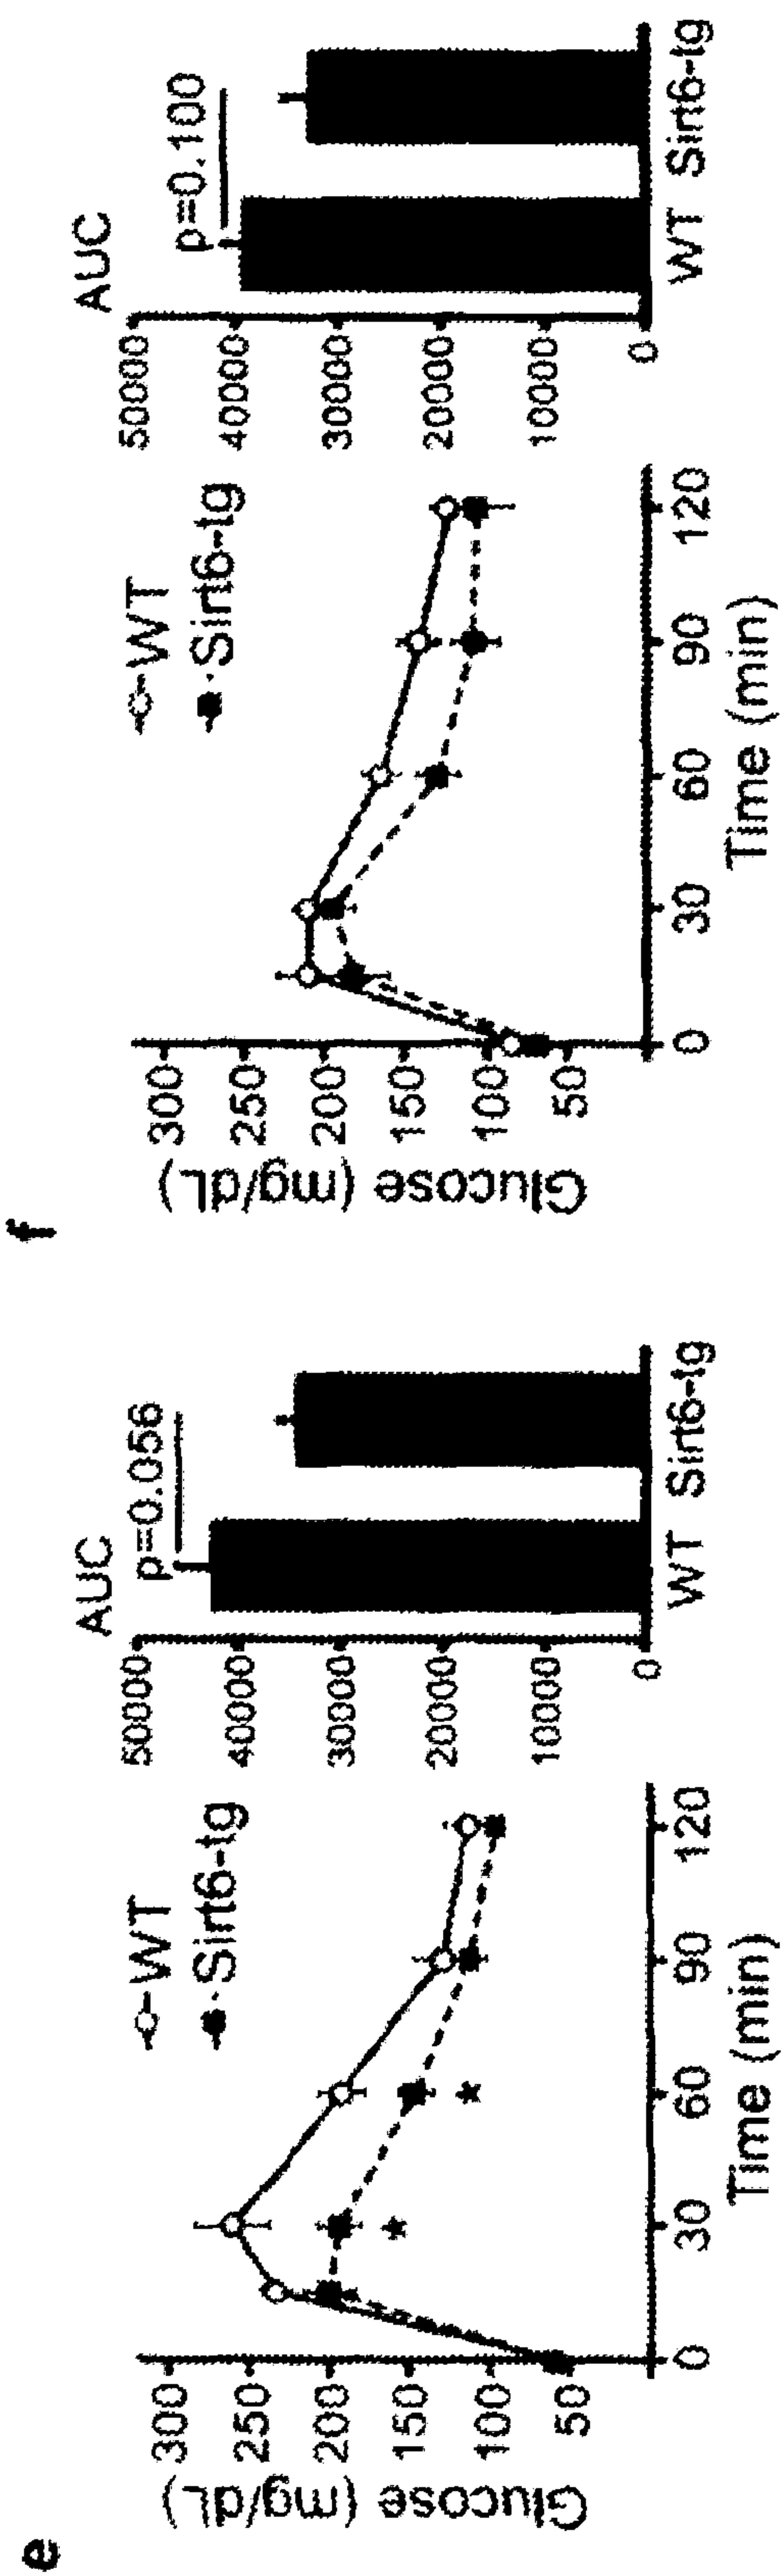 e
Glucose (mg/dL)
300
250
200
150
100
50
0
30
60
90
120
Time (min)
WT
Sirt6-tg
*
*
AUC
p=0.056
50000
40000
30000
20000
10000
0
WT Sirt6-tg
f
Glucose (mg/dL)
300
250
200
150
100
50
0
30
60
90
120
Time (min)
WT
Sirt6-tg
AUC
p=0.100
50000
40000
30000
20000
10000
0
WT Sirt6-tg